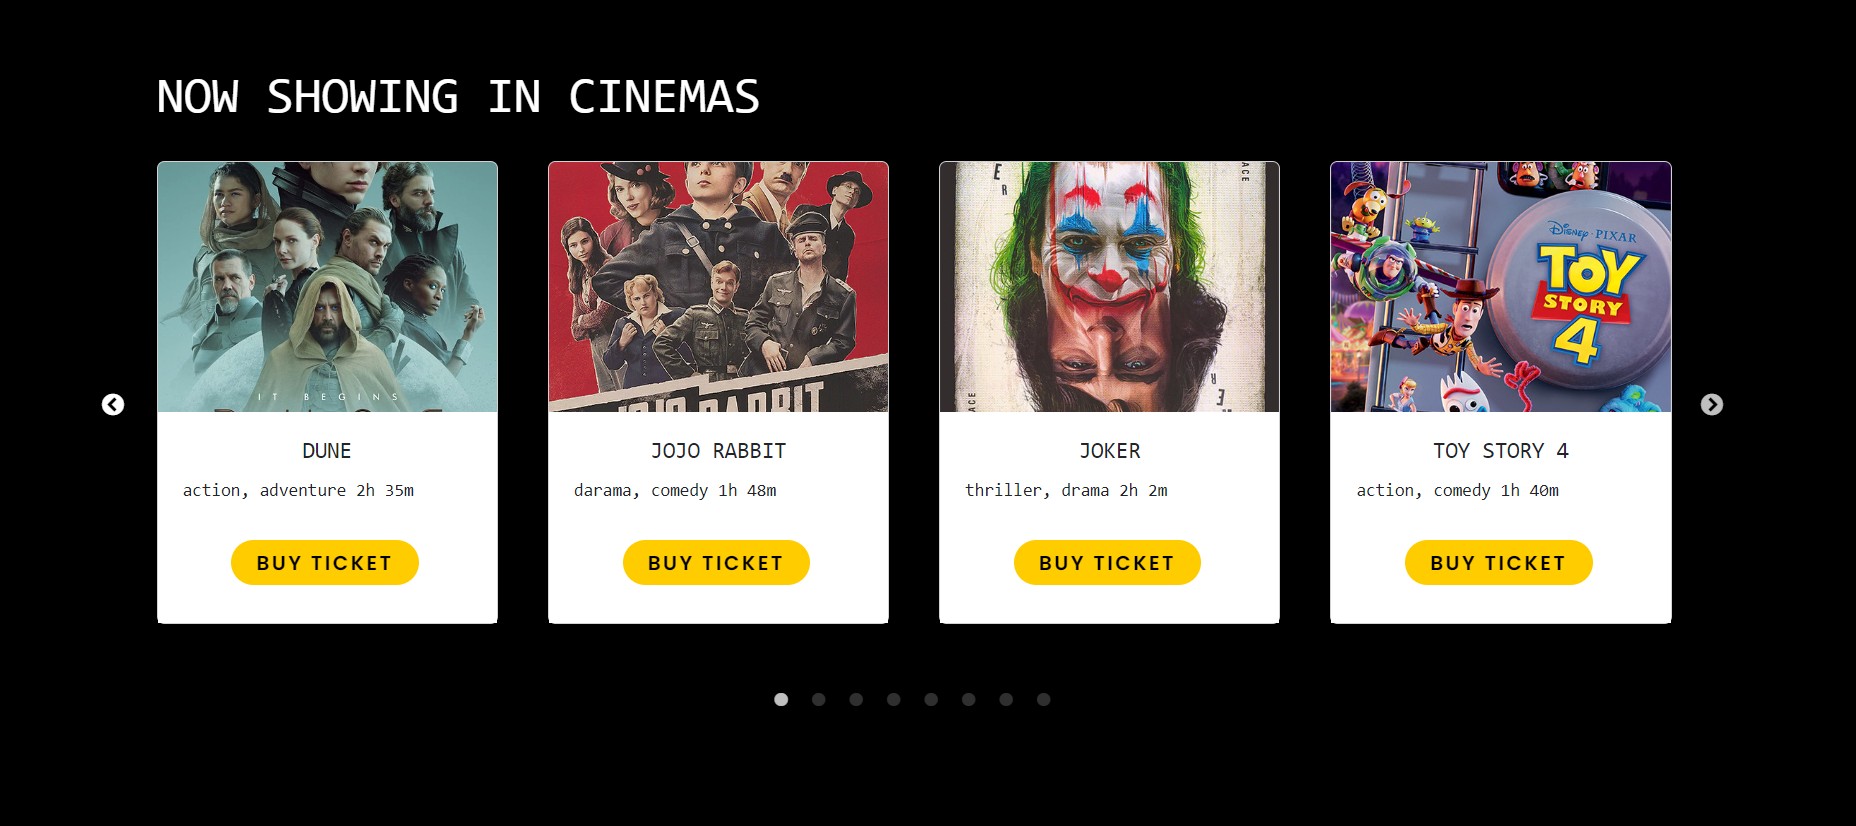 NOW SHOWING IN CINEMAS
IT BEGINS
DISNEY · PIXAR
TOY
STORY
4
JOJO RABBIT
DUNE
action, adventure 2h 35m
BUY TICKET
JOJO RABBIT
darama, comedy 1h 48m
BUY TICKET
JOKER
thriller, drama 2h 2m
BUY TICKET
TOY STORY 4
action, comedy 1h 40m
BUY TICKET